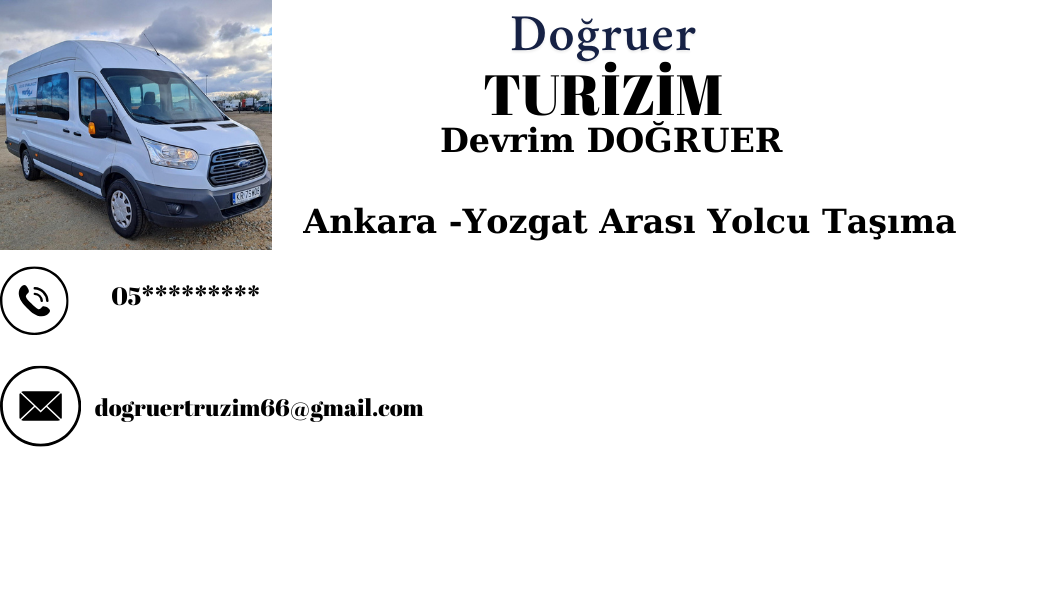 Doğruer
TURİZİM
Devrim DOĞRUER
Ankara -Yozgat Arası Yolcu Taşıma
05*********
dogruertruzim66@gmail.com